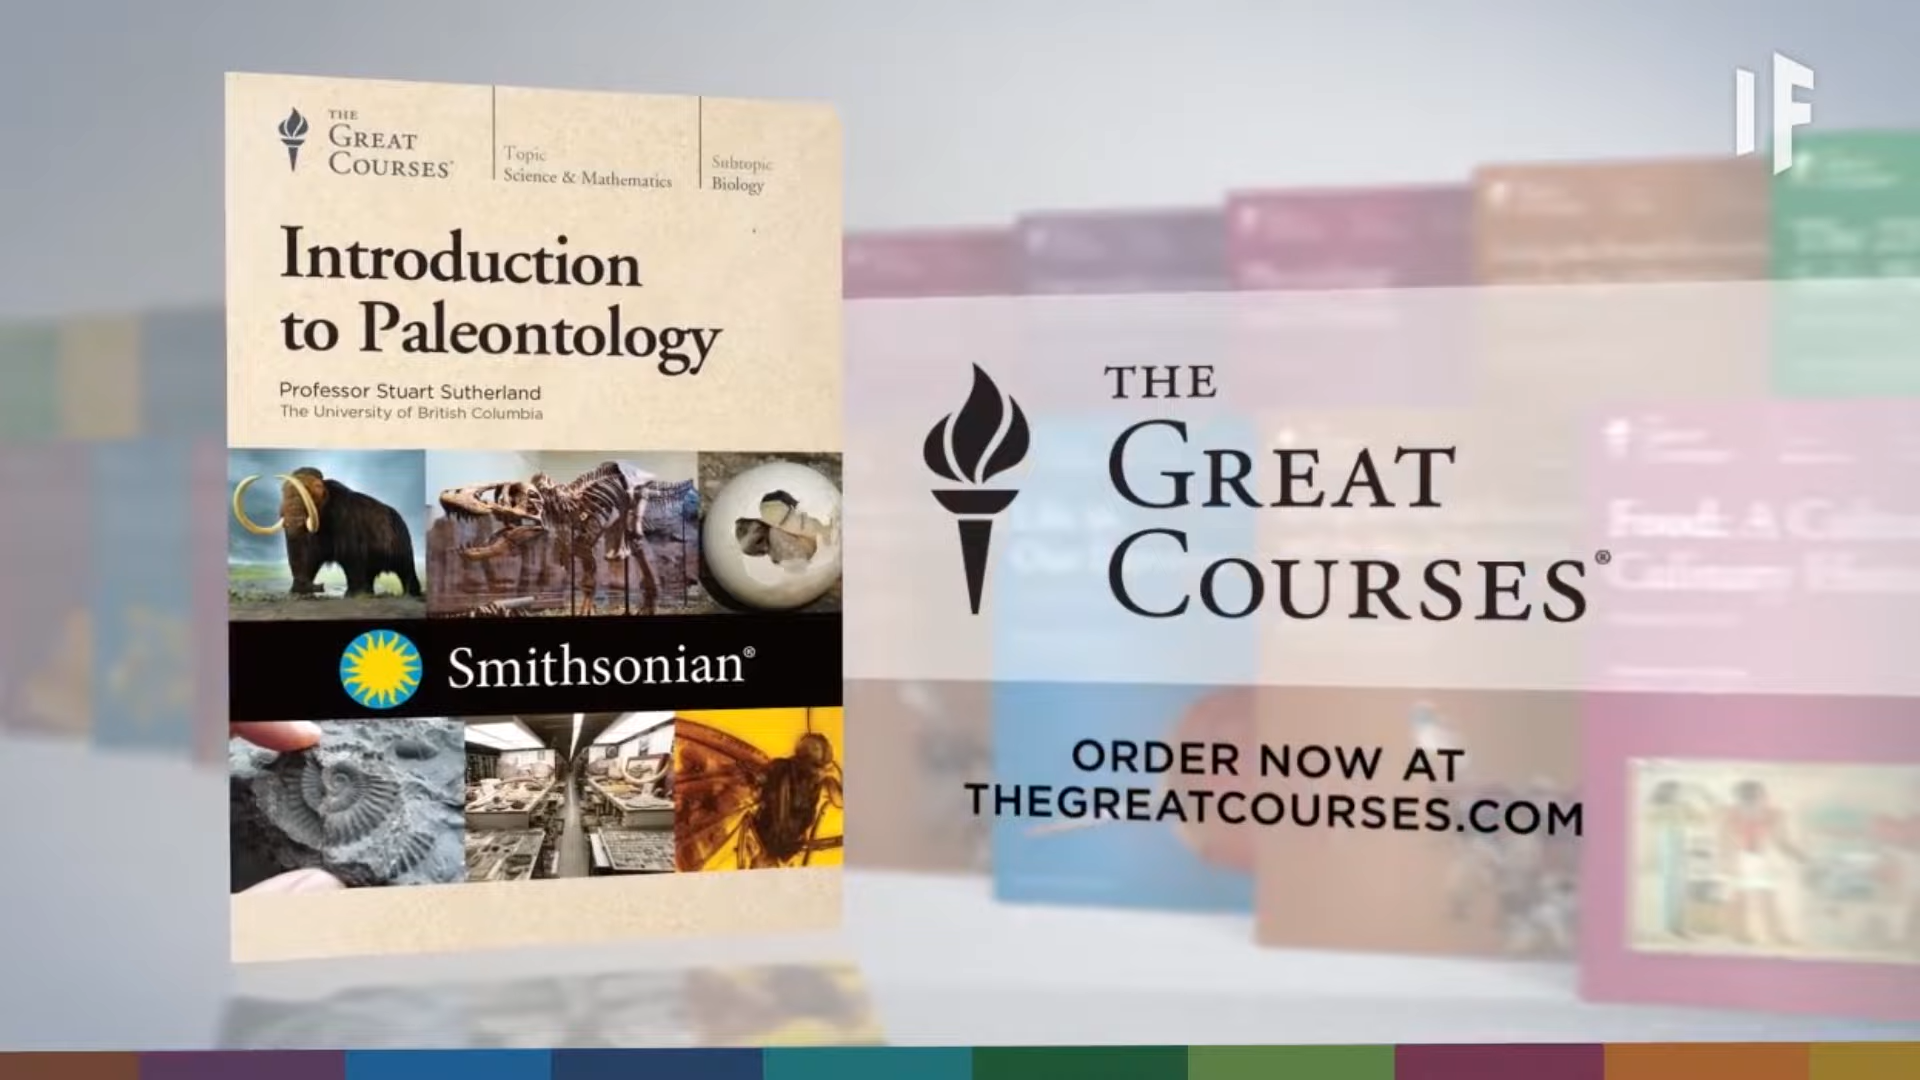 THE
GREAT
COURSES®
Topic
Science & Mathematics
Subtopic
Biology
Introduction
to Paleontology
Professor Stuart Sutherland
The University of British Columbia
Smithsonian®
IF
THE
GREAT
COURSES®
ORDER NOW AT
THEGREATCOURSES.COM